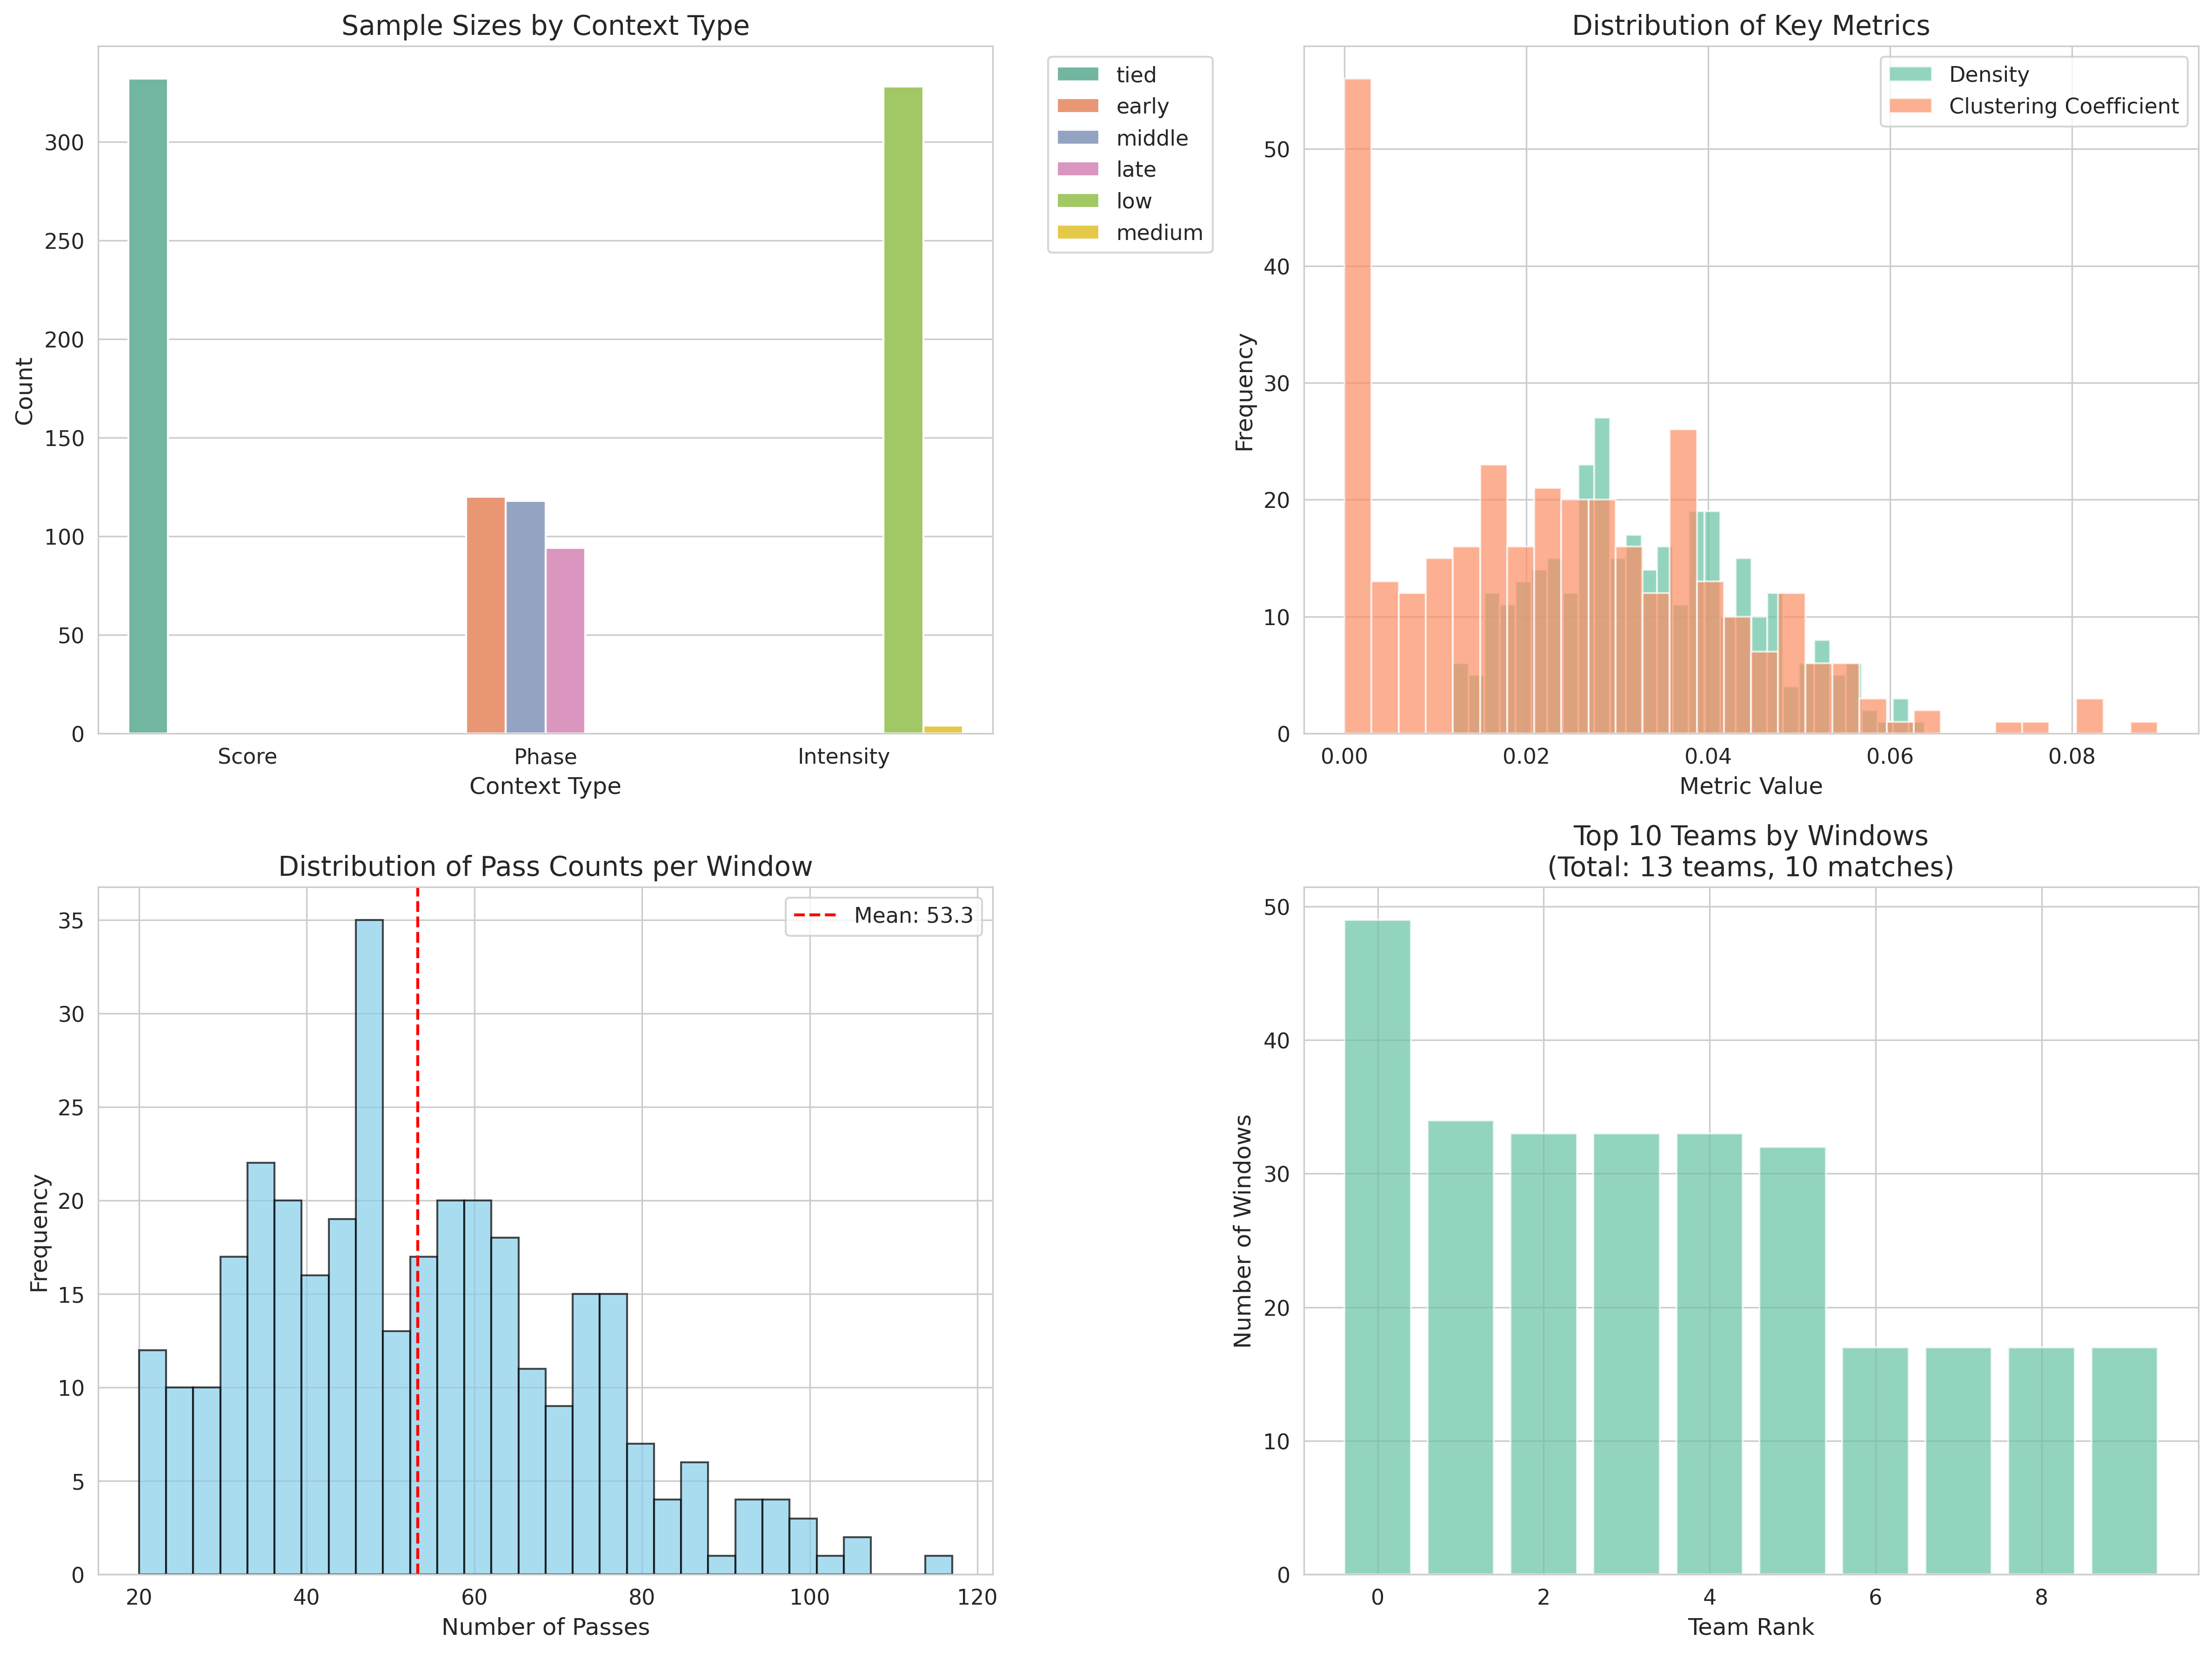 Sample Sizes by Context Type
Count
300
250
200
150
100
50
0
Score
Phase
Intensity
Context Type
tied
early
middle
late
low
medium
Distribution of Key Metrics
Density
Clustering Coefficient
Frequency
50
40
30
20
10
0
0.00
0.02
0.04
0.06
0.08
Metric Value
Distribution of Pass Counts per Window
Mean: 53.3
Frequency
35
30
25
20
15
10
5
0
20
40
60
80
100
120
Number of Passes
Top 10 Teams by Windows
(Total: 13 teams, 10 matches)
Number of Windows
50
40
30
20
10
0
0
2
4
6
8
Team Rank